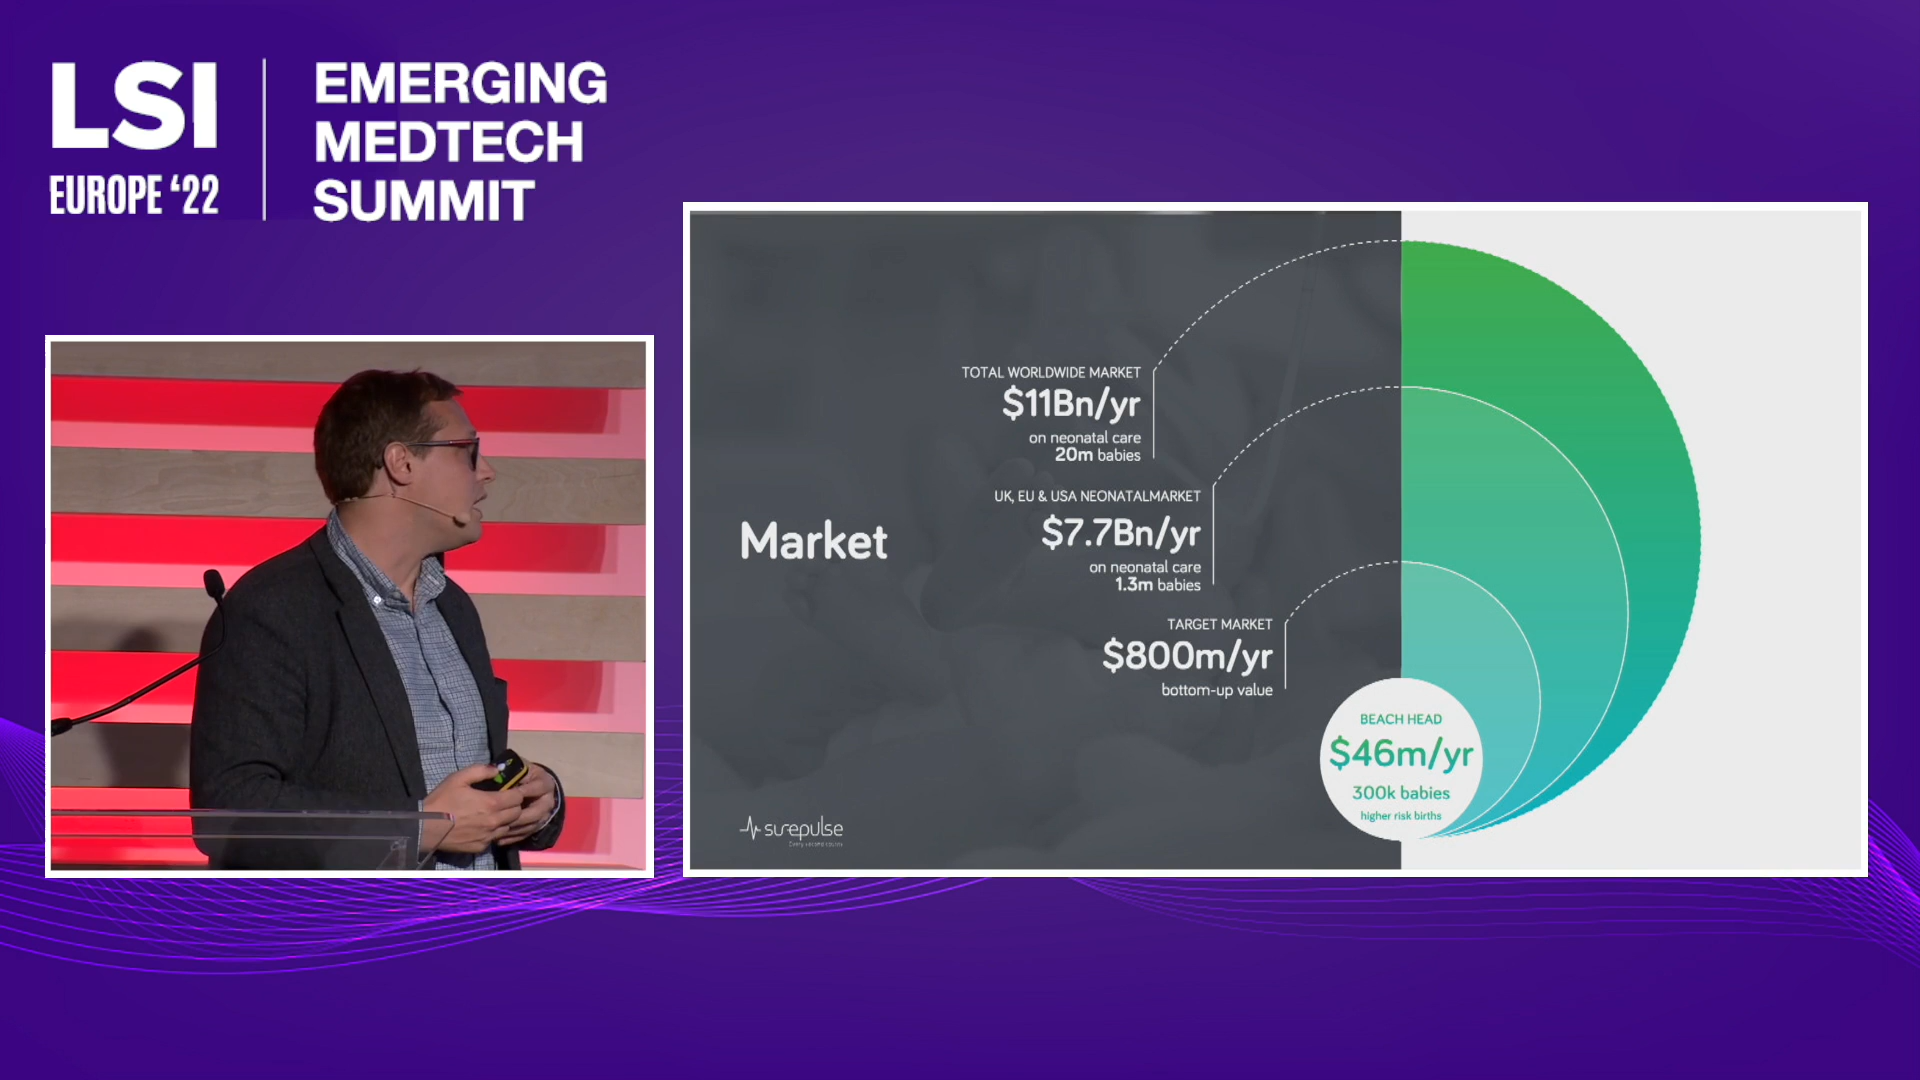 LSI
EUROPE ‘22
EMERGING
MEDTECH
SUMMIT
Market
TOTAL WORLDWIDE MARKET
$11Bn/yr
on neonatal care
20m babies
UK, EU & USA NEONATALMARKET
$7.7Bn/yr
on neonatal care
1.3m babies
TARGET MARKET
$800m/yr
bottom-up value
BEACH HEAD
$46m/yr
300k babies
higher risk births
surepulse